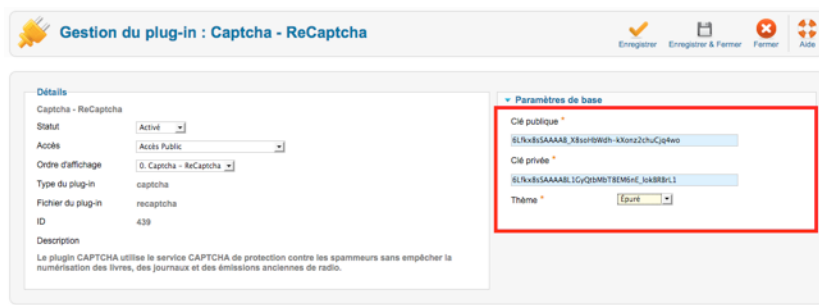 Gestion du plug-in : Captcha - ReCaptcha
Enregistrer Enregistrer & Fermer Fermer Aide
Détails
Captcha - ReCaptcha
Statut Activé
Accès Accès Public
Ordre d'affichage 0. Captcha - ReCaptcha
Type du plug-in captcha
Fichier du plug-in recaptcha
ID 439
Description
Le plugin CAPTCHA utilise le service CAPTCHA de protection contre les spammeurs sans empêcher la
numérisation des livres, des journaux et des émissions anciennes de radio.
Paramètres de base
Clé publique *
Clé privée *
Thème * Épuré